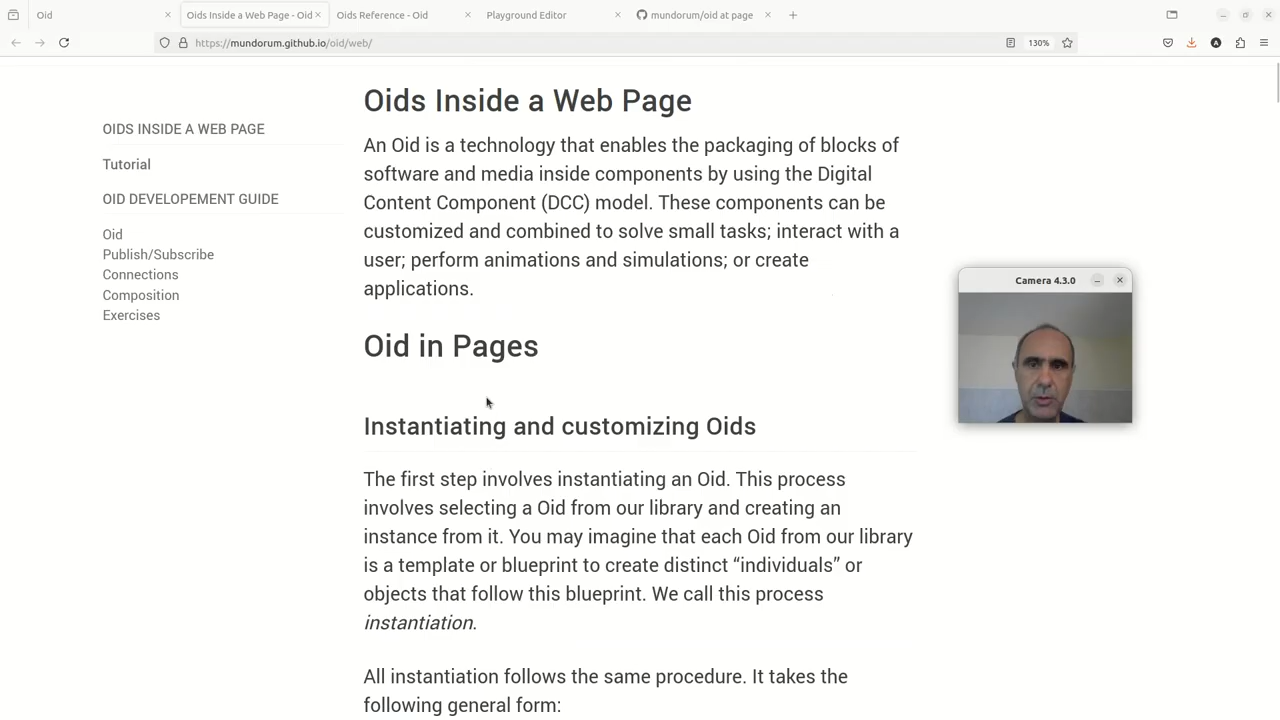 Oid
Oids Inside a Web Page - Oid
Oids Reference - Oid
Playground Editor
mundorum/oid at page
https://mundorum.github.io/oid/web/
130%
OIDS INSIDE A WEB PAGE
Tutorial
OID DEVELOPEMENT GUIDE
Oid
Publish/Subscribe
Connections
Composition
Exercises
Oids Inside a Web Page
An Oid is a technology that enables the packaging of blocks of
software and media inside components by using the Digital
Content Component (DCC) model. These components can be
customized and combined to solve small tasks; interact with a
user; perform animations and simulations; or create
applications.
Oid in Pages
Instantiating and customizing Oids
The first step involves instantiating an Oid. This process
involves selecting a Oid from our library and creating an
instance from it. You may imagine that each Oid from our library
is a template or blueprint to create distinct “individuals” or
objects that follow this blueprint. We call this process
instantiation.
All instantiation follows the same procedure. It takes the
following general form:
Camera 4.3.0